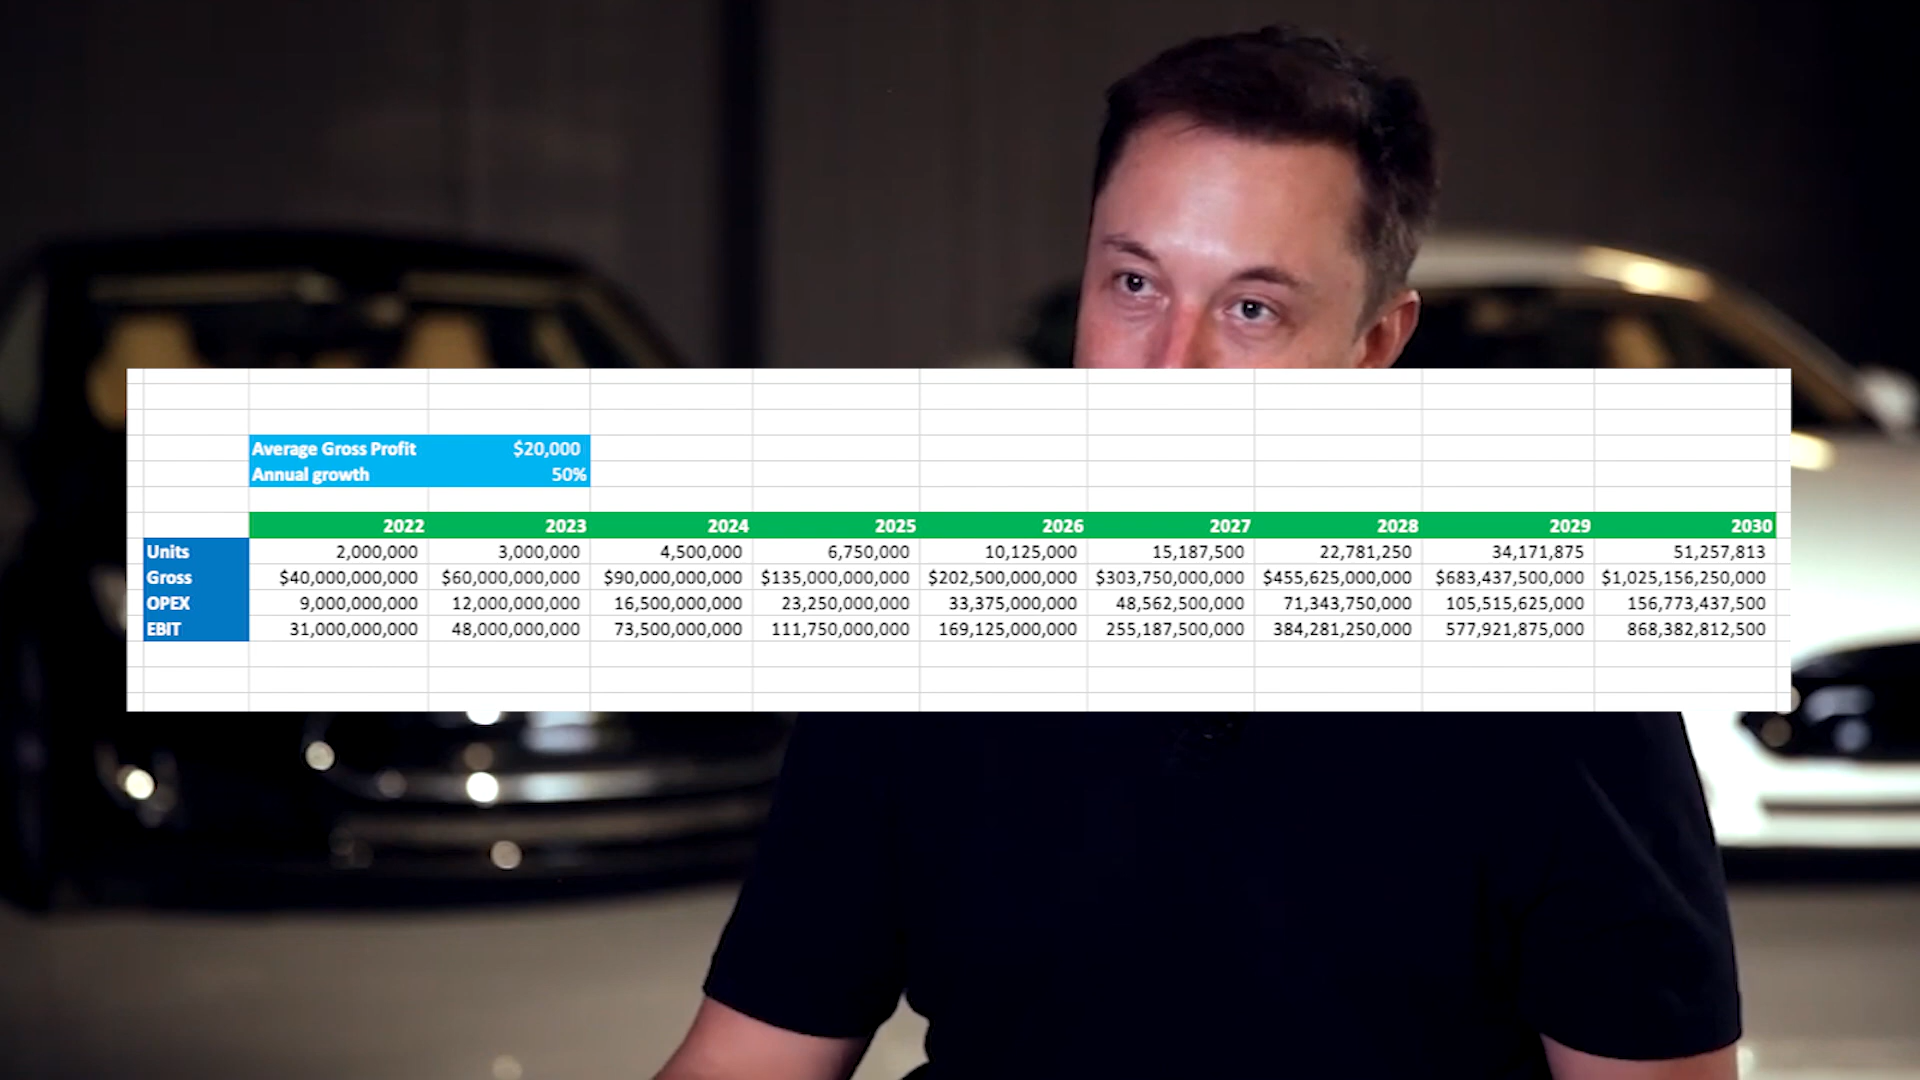 Average Gross Profit $20,000
Annual growth 50%
2022 2023 2024 2025 2026 2027 2028 2029 2030
Units 2,000,000 3,000,000 4,500,000 6,750,000 10,125,000 15,187,500 22,781,250 34,171,875 51,257,813
Gross $40,000,000,000 $60,000,000,000 $90,000,000,000 $135,000,000,000 $202,500,000,000 $303,750,000,000 $455,625,000,000 $683,437,500,000 $1,025,156,250,000
OPEX 9,000,000,000 12,000,000,000 16,500,000,000 23,250,000,000 33,375,000,000 48,562,500,000 71,343,750,000 105,515,625,000 156,773,437,500
EBIT 31,000,000,000 48,000,000,000 73,500,000,000 111,750,000,000 169,125,000,000 255,187,500,000 384,281,250,000 577,921,875,000 868,382,812,500